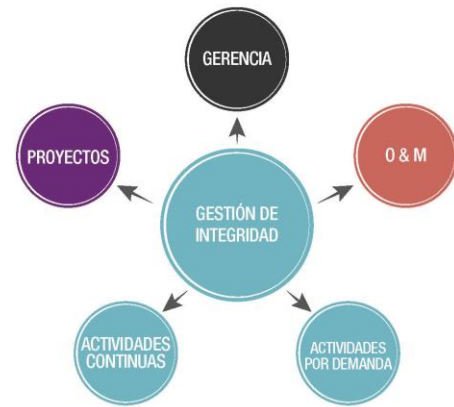 GERENCIA
PROYECTOS
O & M
GESTIÓN DE
INTEGRIDAD
ACTIVIDADES
CONTINUAS
ACTIVIDADES
POR DEMANDA